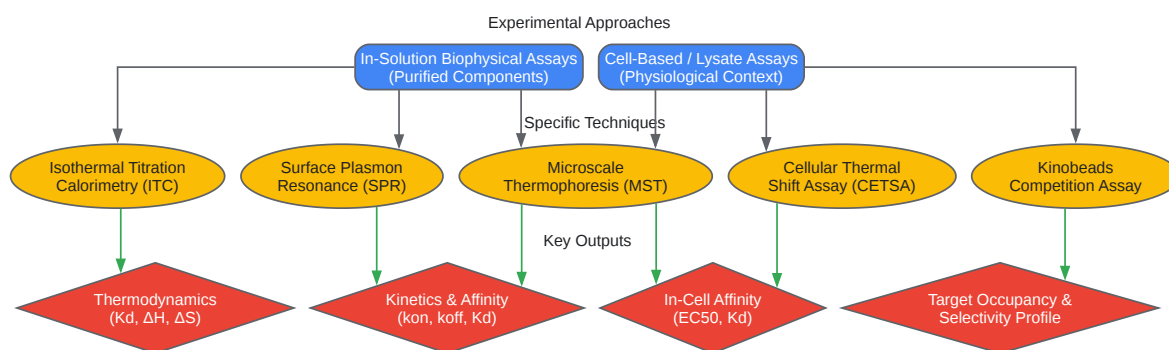 Experimental Approaches
In-Solution Biophysical Assays
(Purified Components)
Cell-Based / Lysate Assays
(Physiological Context)
Specific Techniques
Isothermal Titration
Calorimetry (ITC)
Surface Plasmon
Resonance (SPR)
Microscale
Thermophoresis (MST)
Cellular Thermal
Shift Assay (CETSA)
Kinobeads
Competition Assay
Key Outputs
Thermodynamics
(Kd, ΔH, ΔS)
Kinetics & Affinity
(kon, koff, Kd)
In-Cell Affinity
(EC50, Kd)
Target Occupancy &
Selectivity Profile